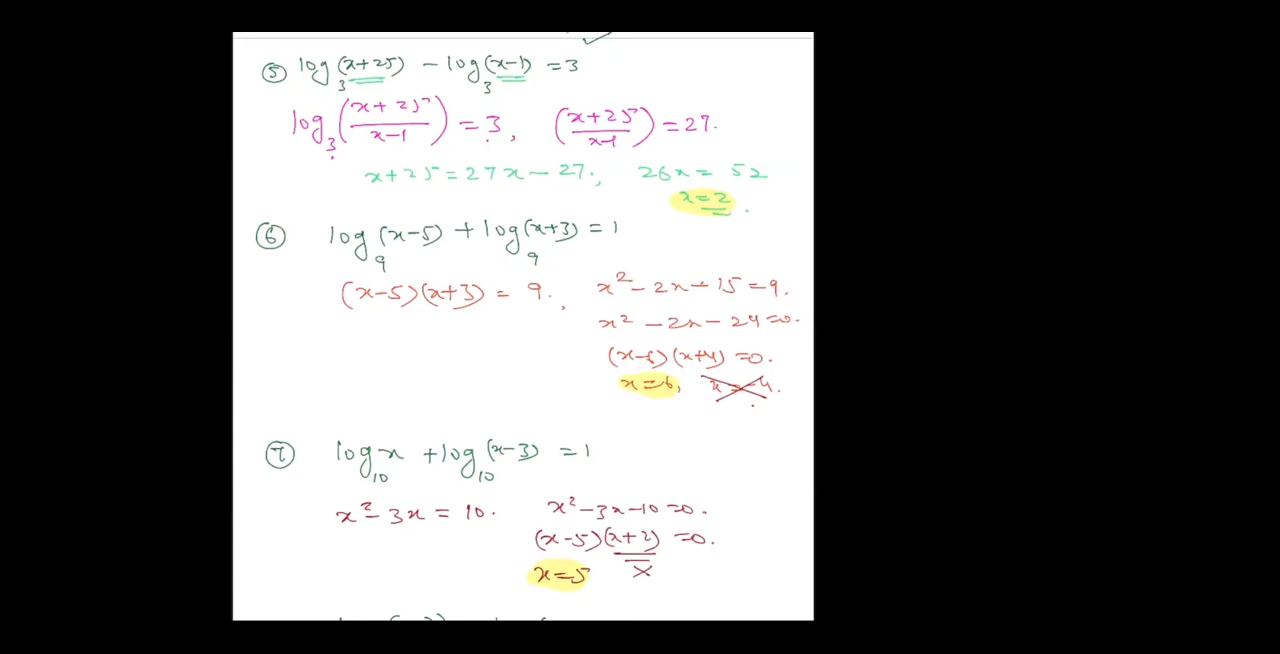 ⑤ log₃(x+25) - log₃(x-1) = 3
log₃((x+25)/(x-1)) = 3, ((x+25)/(x-1)) = 27.
x+25 = 27x - 27, 26x = 52
x=2.
⑥ log₉(x-5) + log₉(x+3) = 1
(x-5)(x+3) = 9, x² - 2x - 15 = 9.
x² - 2x - 24 = 0.
(x-6)(x+4) = 0.
x=6, x=-4.
⑦ log₁₀x + log₁₀(x-3) = 1
x² - 3x = 10. x² - 3x - 10 = 0.
(x-5)(x+2) = 0.
x=5 x